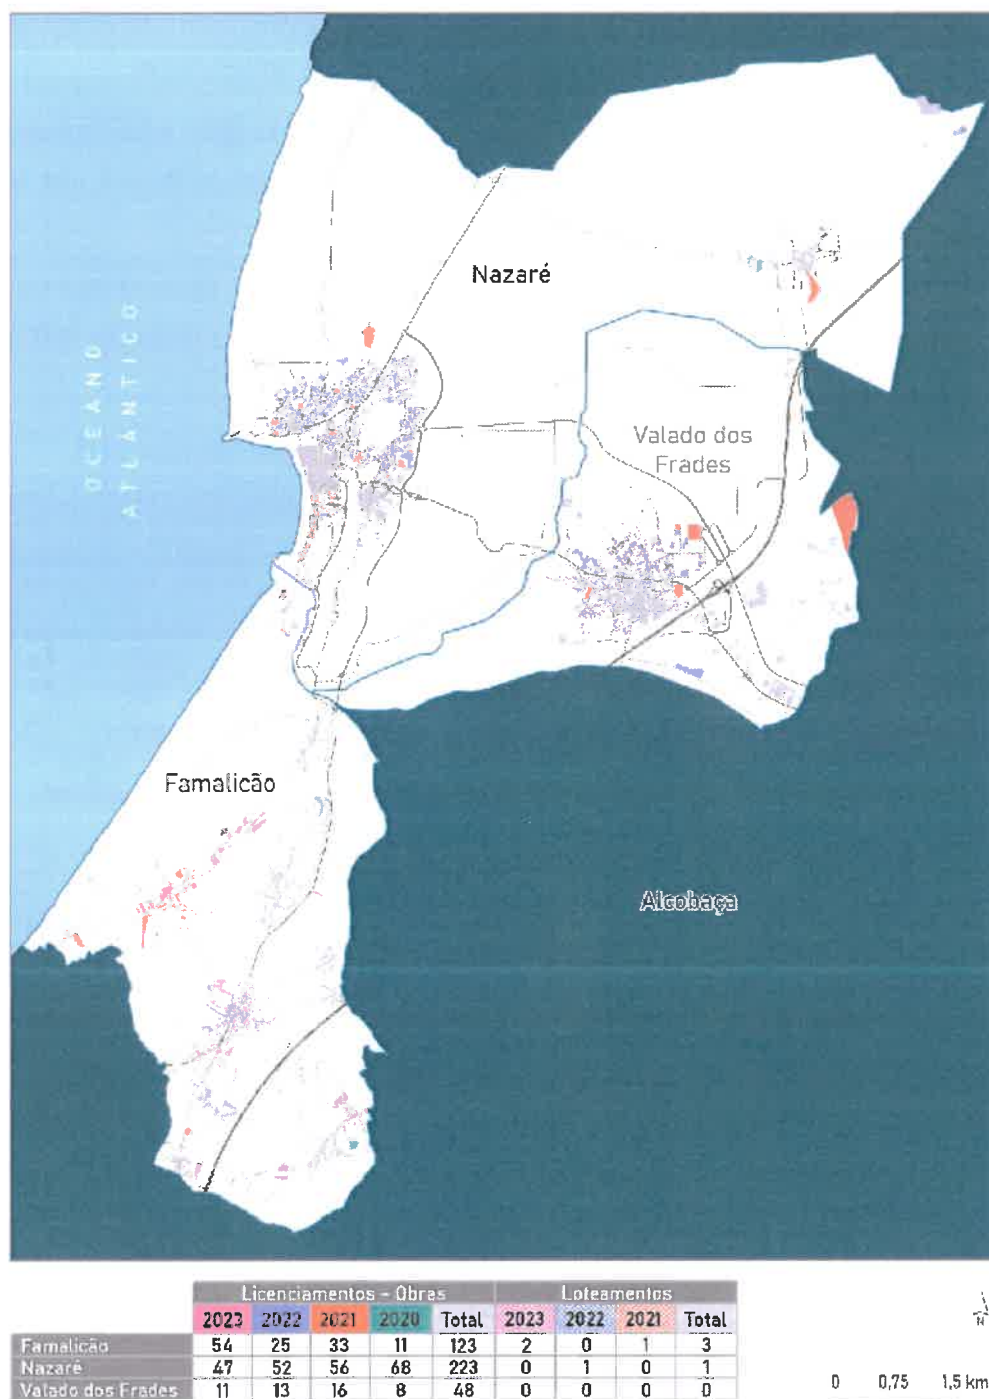 Nazaré
OCEANO
ATLÂNTICO
Valado dos
Frades
Famalicão
Alcobaça
Licenciamentos - Obras Loteamentos
2023 2022 2021 2020 Total 2023 2022 2021 Total
Famalicão 54 25 33 11 123 2 0 1 3
Nazaré 47 52 56 68 223 0 1 0 1
Valado dos Frades 11 13 16 8 48 0 0 0 0
N
0 0,75 1,5 km